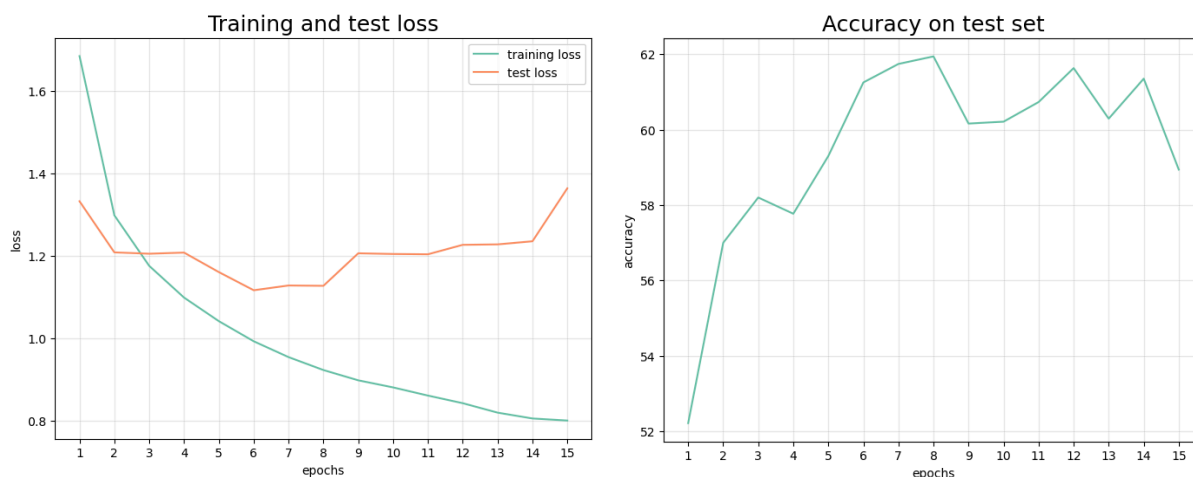 Training and test loss
training loss
test loss
loss
1.6
1.4
1.2
1.0
0.8
1 2 3 4 5 6 7 8 9 10 11 12 13 14 15
epochs
Accuracy on test set
accuracy
62
60
58
56
54
52
1 2 3 4 5 6 7 8 9 10 11 12 13 14 15
epochs